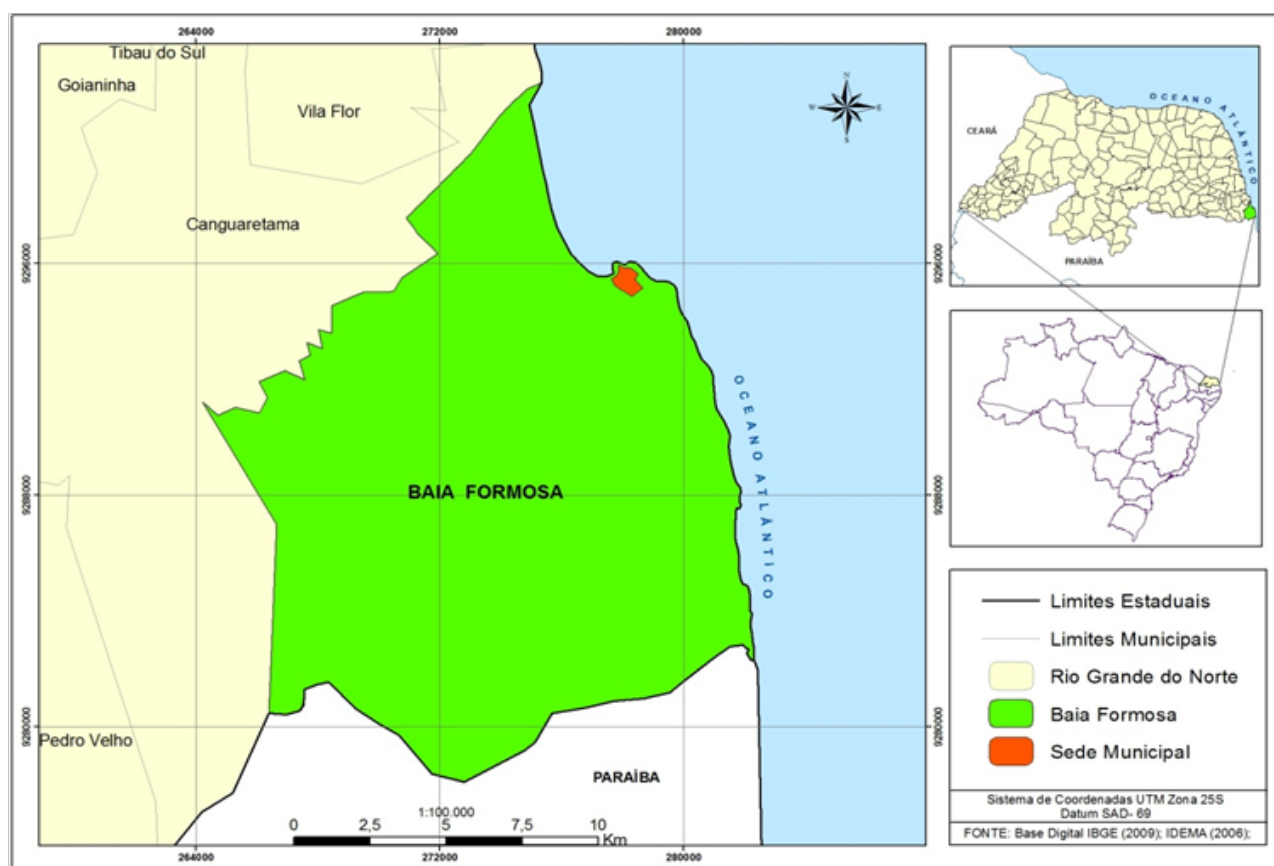 264000
272000
280000
Tibau do Sul
Goianinha
Vila Flor
Canguaretama
N
W
E
S
9296000
9296000
OCEANO ATLÂNTICO
BAIA FORMOSA
9288000
9288000
9280000
9280000
Pedro Velho
PARAÍBA
1:100.000
0
2,5
5
7,5
10
Km
264000
272000
280000
OCEANO ATLÂNTICO
CEARÁ
PARAÍBA
Limites Estaduais
Limites Municipais
Rio Grande do Norte
Baia Formosa
Sede Municipal
Sistema de Coordenadas UTM Zona 25S
Datum SAD- 69
FONTE: Base Digital IBGE (2009); IDEMA (2006);